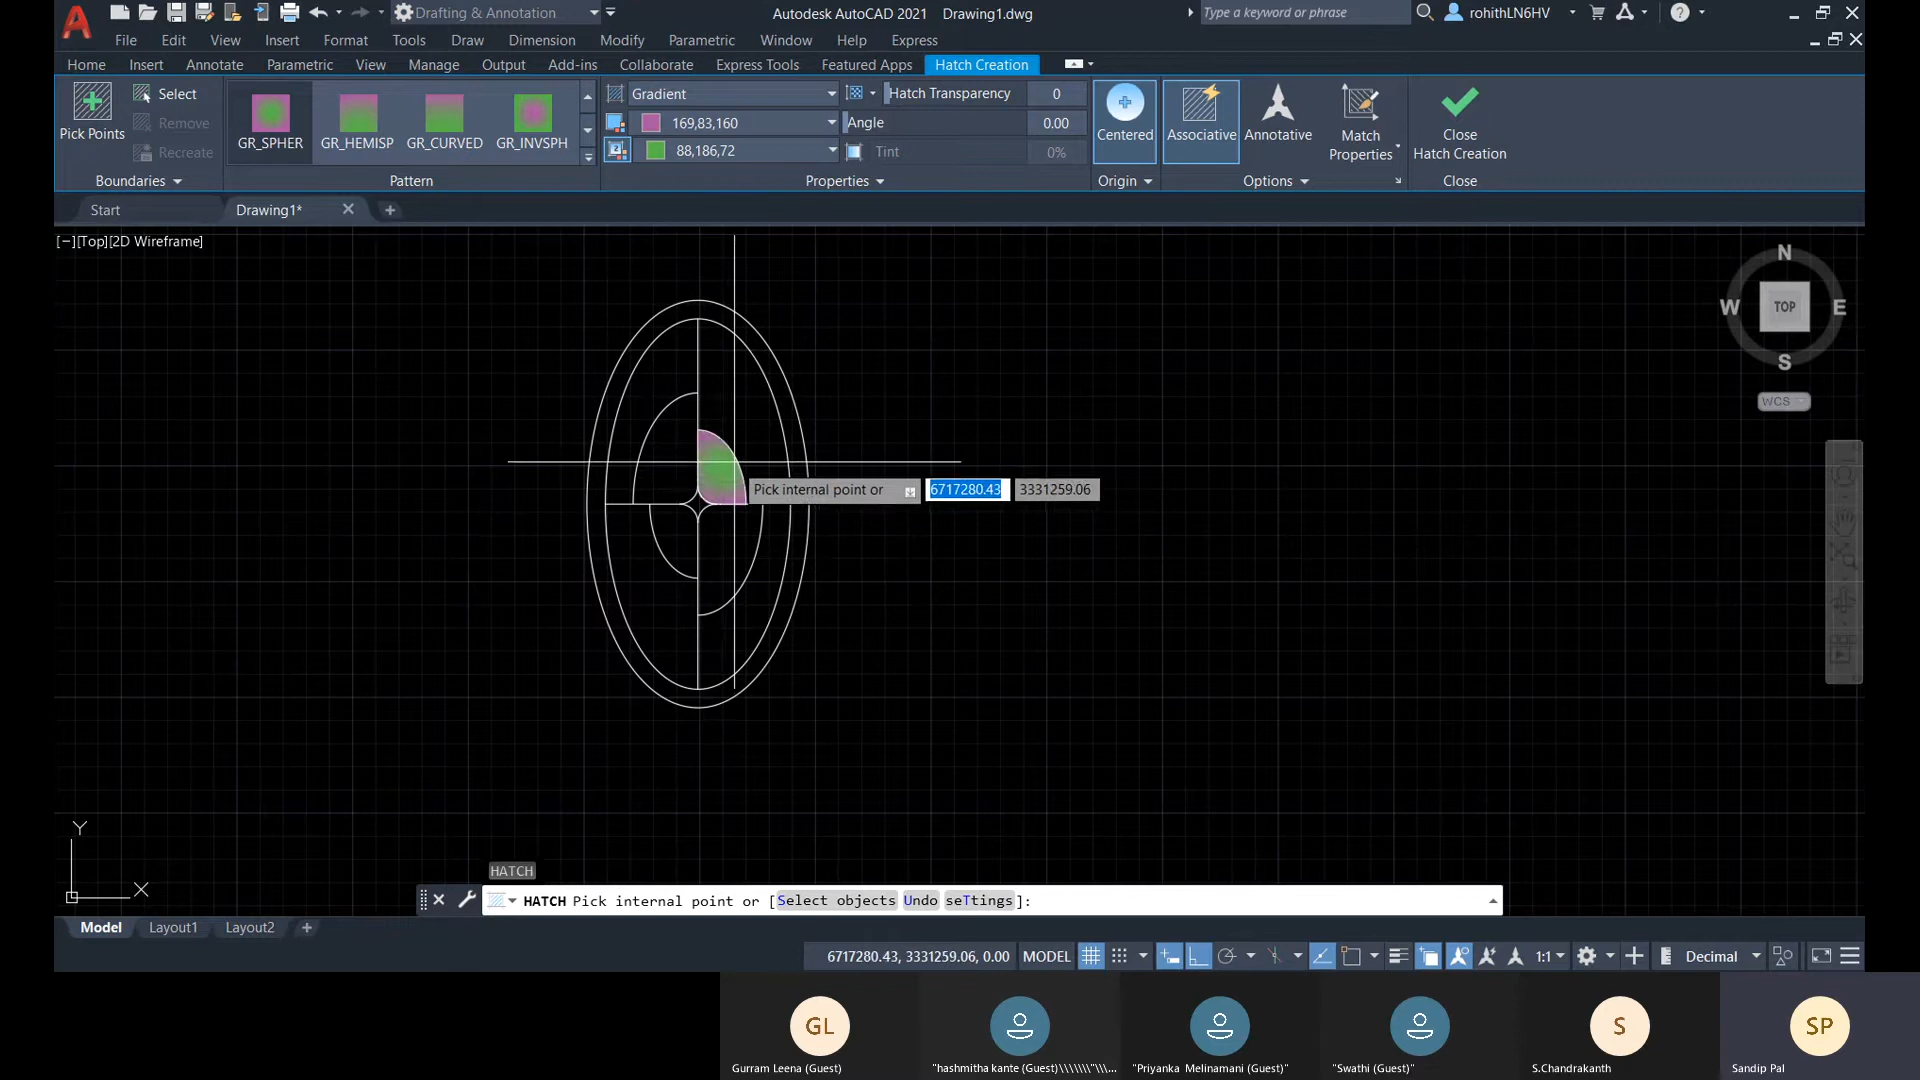 Drafting & Annotation
Autodesk AutoCAD 2021 Drawing1.dwg
Type a keyword or phrase
rohithLN6HV
File Edit View Insert Format Tools Draw Dimension Modify Parametric Window Help Express
Home Insert Annotate Parametric View Manage Output Add-ins Collaborate Express Tools Featured Apps Hatch Creation
Pick Points
Select
Remove
Recreate
Boundaries
GR_SPHER GR_HEMISP GR_CURVED GR_INVSPH
Pattern
Gradient
169,83,160
88,186,72
Hatch Transparency 0
Angle 0.00
Tint 0%
Properties
Centered
Origin
Associative
Annotative
Match
Properties
Options
Close
Hatch Creation
Close
Start Drawing1*
[−][Top][2D Wireframe]
N
W TOP E
S
WCS
Pick internal point or 6717280.43 3331259.06
Y
X
HATCH
HATCH Pick internal point or [Select objects Undo seTtings]:
Model Layout1 Layout2
6717280.43, 3331259.06, 0.00 MODEL 1:1 Decimal
GL S SP
Gurram Leena (Guest) "hashmitha kante (Guest)\\\\\\\"\\... "Priyanka Melinamani (Guest)" "Swathi (Guest)" S.Chandrakanth Sandip Pal